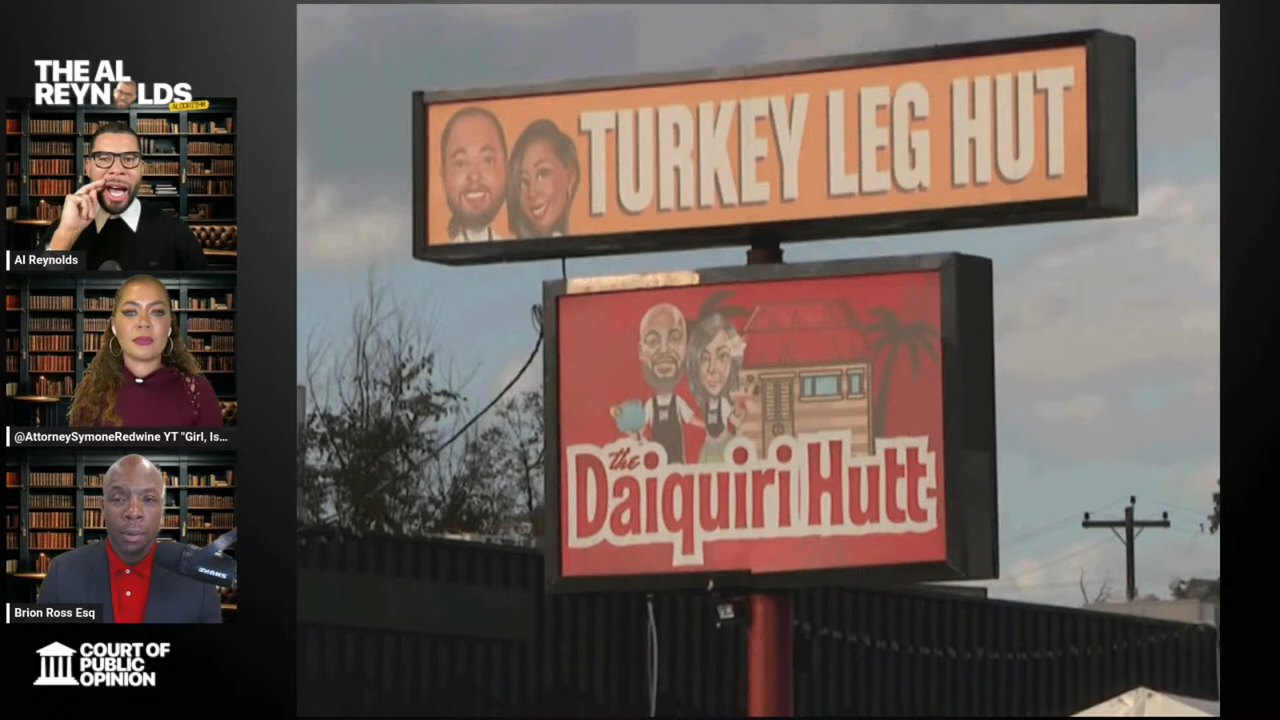 THE AL
REYNOLDS
ALGORITHM
Al Reynolds
@AttorneySymoneRedwine YT "Girl, Is...
Brion Ross Esq
COURT OF
PUBLIC
OPINION
TURKEY LEG HUT
the
Daiquiri Hutt